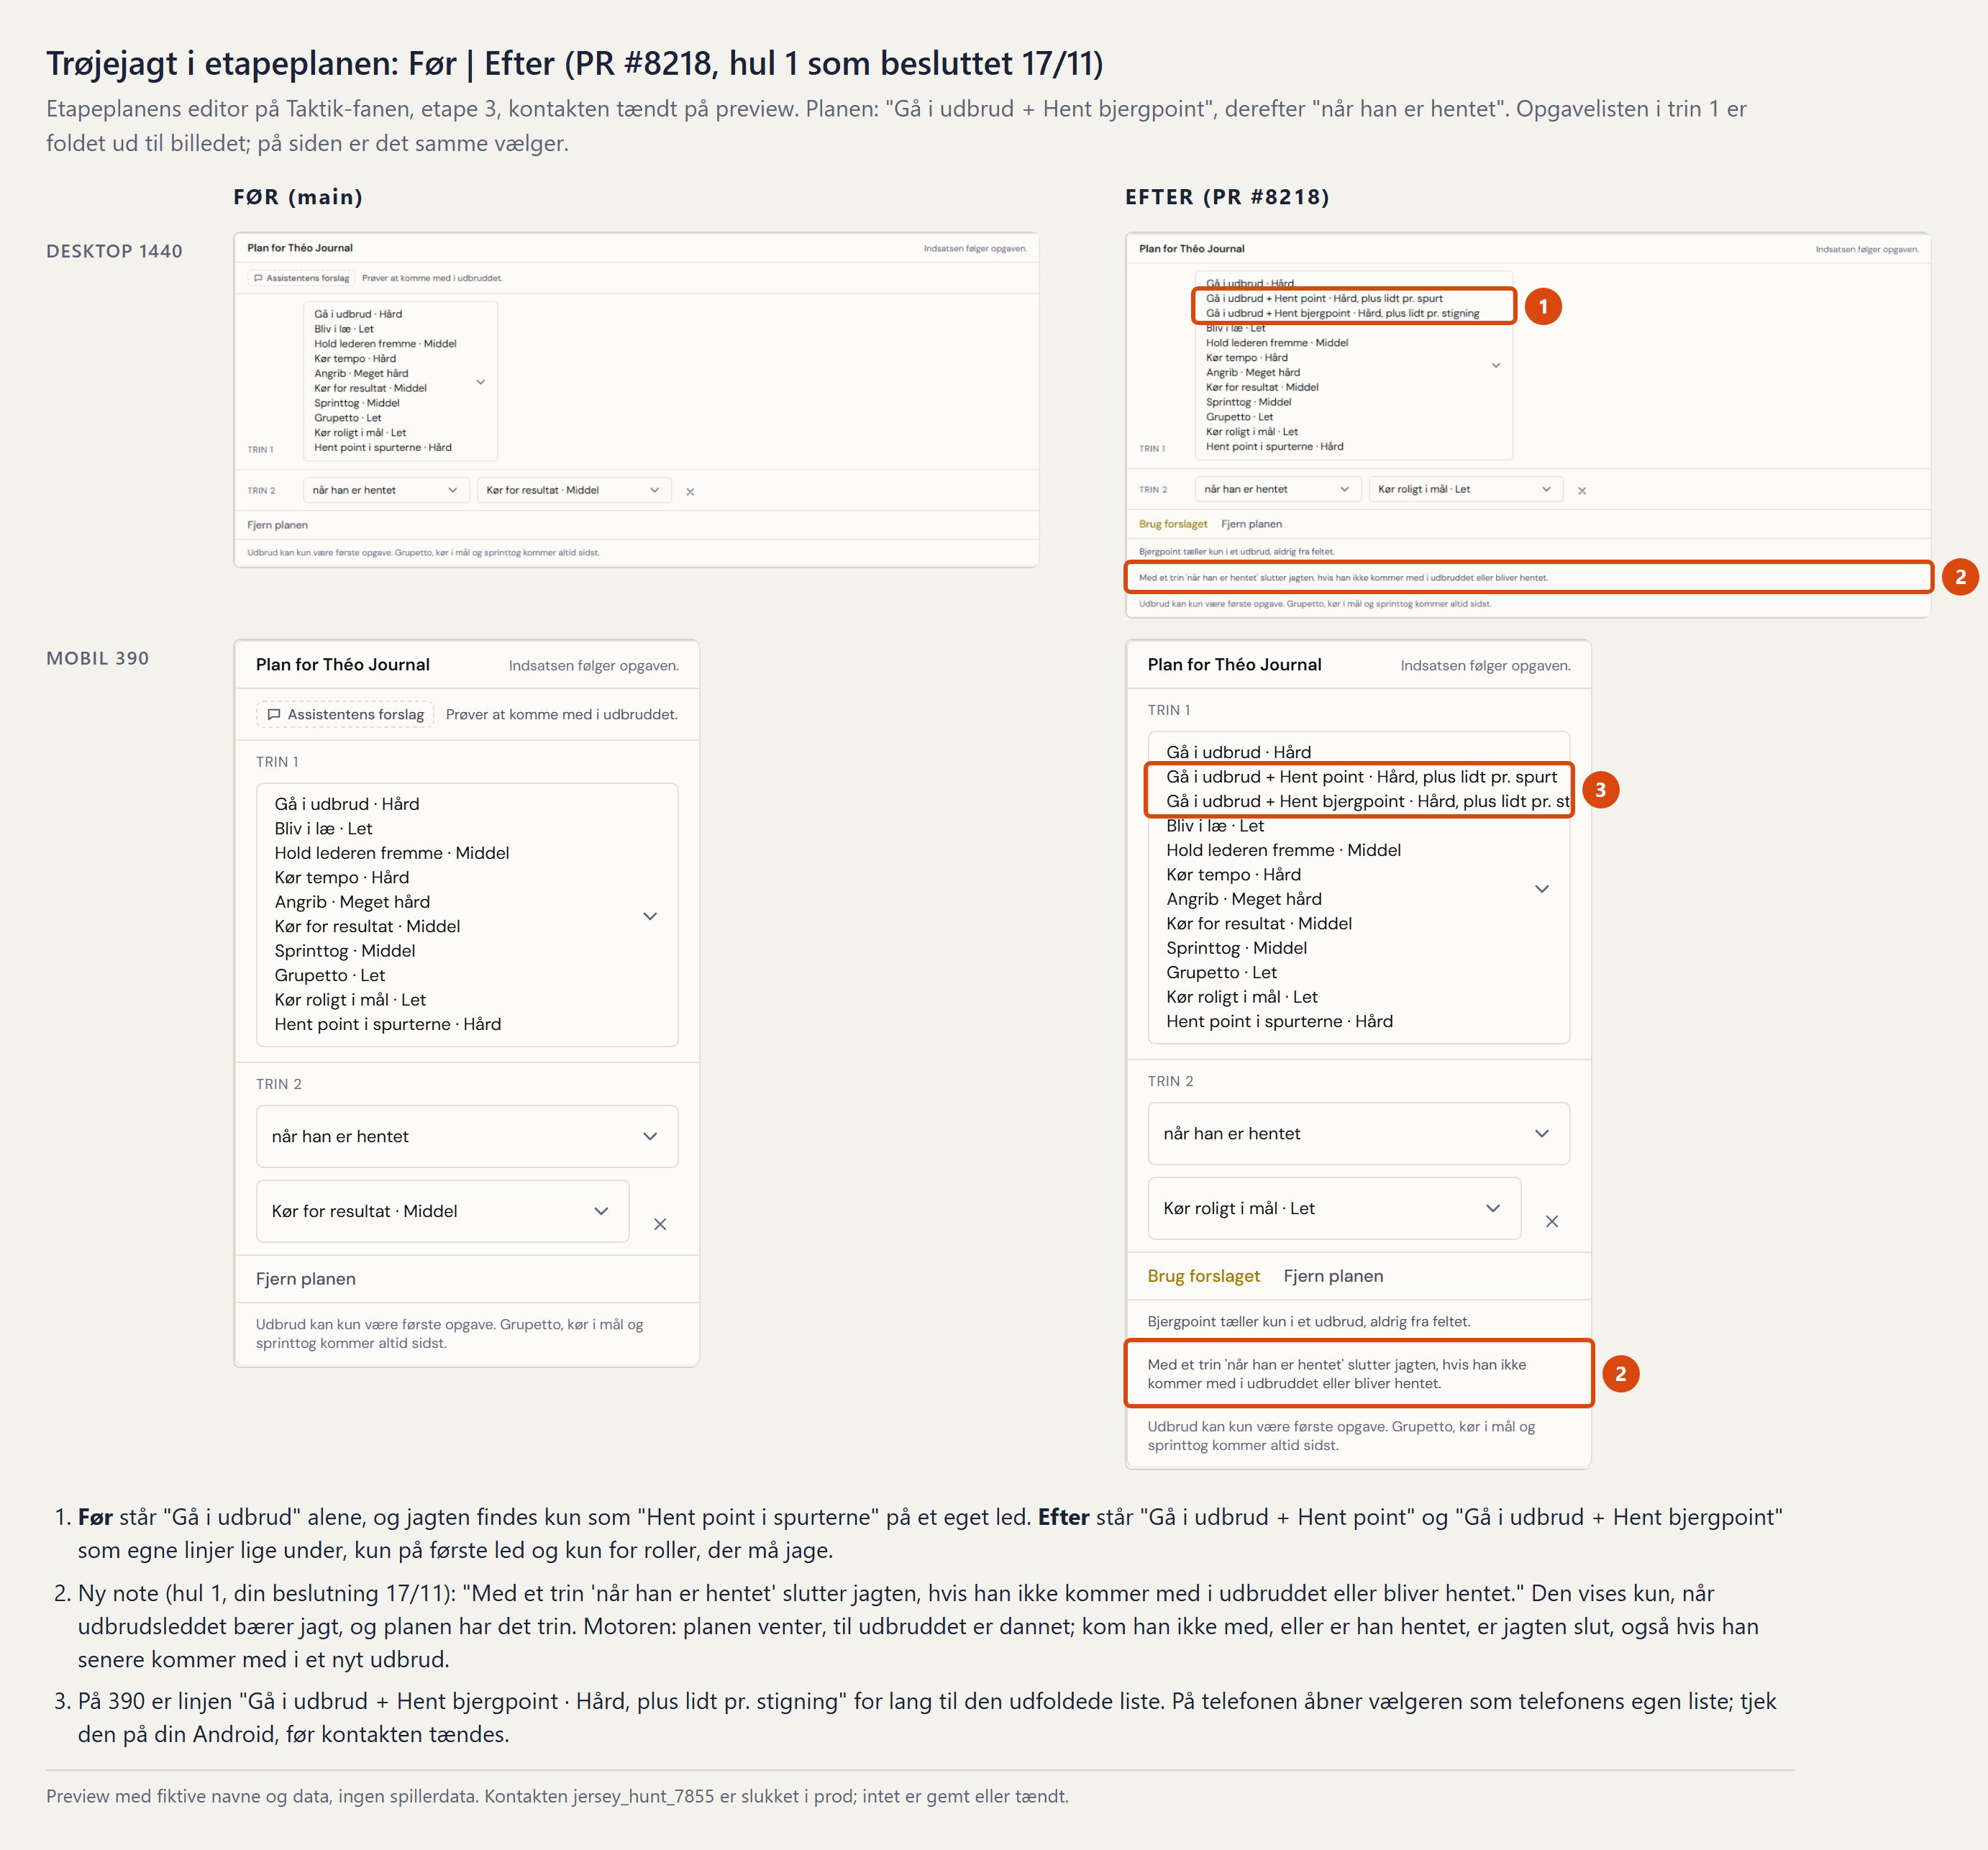 Trøjejagt i etapeplanen: Før | Efter (PR #8218, hul 1 som besluttet 17/11)
Etapeplanens editor på Taktik-fanen, etape 3, kontakten tændt på preview. Planen: "Gå i udbrud + Hent bjergpoint", derefter "når han er hentet". Opgavelisten i trin 1 er
foldet ud til billedet; på siden er det samme vælger.
FØR (main)
EFTER (PR #8218)
DESKTOP 1440
Plan for Théo Journal
Indsatsen følger opgaven.
Assistentens forslag
Prøver at komme med i udbruddet.
Gå i udbrud · Hård
Bliv i læ · Let
Hold lederen fremme · Middel
Kør tempo · Hård
Angrib · Meget hård
Kør for resultat · Middel
Sprinttog · Middel
Grupetto · Let
Kør roligt i mål · Let
Hent point i spurterne · Hård
TRIN 1
TRIN 2
når han er hentet
Kør for resultat · Middel
Fjern planen
Udbrud kan kun være første opgave. Grupetto, kør i mål og sprinttog kommer altid sidst.
Plan for Théo Journal
Indsatsen følger opgaven.
Gå i udbrud · Hård
Gå i udbrud + Hent point · Hård, plus lidt pr. spurt
Gå i udbrud + Hent bjergpoint · Hård, plus lidt pr. stigning
1
Bliv i læ · Let
Hold lederen fremme · Middel
Kør tempo · Hård
Angrib · Meget hård
Kør for resultat · Middel
Sprinttog · Middel
Grupetto · Let
Kør roligt i mål · Let
Hent point i spurterne · Hård
TRIN 1
TRIN 2
når han er hentet
Kør roligt i mål · Let
Brug forslaget
Fjern planen
Bjergpoint tæller kun i et udbrud, aldrig fra feltet.
Med et trin 'når han er hentet' slutter jagten, hvis han ikke kommer med i udbruddet eller bliver hentet.
2
Udbrud kan kun være første opgave. Grupetto, kør i mål og sprinttog kommer altid sidst.
MOBIL 390
Plan for Théo Journal
Indsatsen følger opgaven.
Assistentens forslag
Prøver at komme med i udbruddet.
TRIN 1
Gå i udbrud · Hård
Bliv i læ · Let
Hold lederen fremme · Middel
Kør tempo · Hård
Angrib · Meget hård
Kør for resultat · Middel
Sprinttog · Middel
Grupetto · Let
Kør roligt i mål · Let
Hent point i spurterne · Hård
TRIN 2
når han er hentet
Kør for resultat · Middel
Fjern planen
Udbrud kan kun være første opgave. Grupetto, kør i mål og
sprinttog kommer altid sidst.
Plan for Théo Journal
Indsatsen følger opgaven.
TRIN 1
Gå i udbrud · Hård
Gå i udbrud + Hent point · Hård, plus lidt pr. spurt
Gå i udbrud + Hent bjergpoint · Hård, plus lidt pr. st
3
Bliv i læ · Let
Hold lederen fremme · Middel
Kør tempo · Hård
Angrib · Meget hård
Kør for resultat · Middel
Sprinttog · Middel
Grupetto · Let
Kør roligt i mål · Let
Hent point i spurterne · Hård
TRIN 2
når han er hentet
Kør roligt i mål · Let
Brug forslaget
Fjern planen
Bjergpoint tæller kun i et udbrud, aldrig fra feltet.
Med et trin 'når han er hentet' slutter jagten, hvis han ikke
kommer med i udbruddet eller bliver hentet.
2
Udbrud kan kun være første opgave. Grupetto, kør i mål og
sprinttog kommer altid sidst.
1. Før står "Gå i udbrud" alene, og jagten findes kun som "Hent point i spurterne" på et eget led. Efter står "Gå i udbrud + Hent point" og "Gå i udbrud + Hent bjergpoint"
som egne linjer lige under, kun på første led og kun for roller, der må jage.
2. Ny note (hul 1, din beslutning 17/11): "Med et trin 'når han er hentet' slutter jagten, hvis han ikke kommer med i udbruddet eller bliver hentet." Den vises kun, når
udbrudsleddet bærer jagt, og planen har det trin. Motoren: planen venter, til udbruddet er dannet; kom han ikke med, eller er han hentet, er jagten slut, også hvis han
senere kommer med i et nyt udbrud.
3. På 390 er linjen "Gå i udbrud + Hent bjergpoint · Hård, plus lidt pr. stigning" for lang til den udfoldede liste. På telefonen åbner vælgeren som telefonens egen liste; tjek
den på din Android, før kontakten tændes.
Preview med fiktive navne og data, ingen spillerdata. Kontakten jersey_hunt_7855 er slukket i prod; intet er gemt eller tændt.